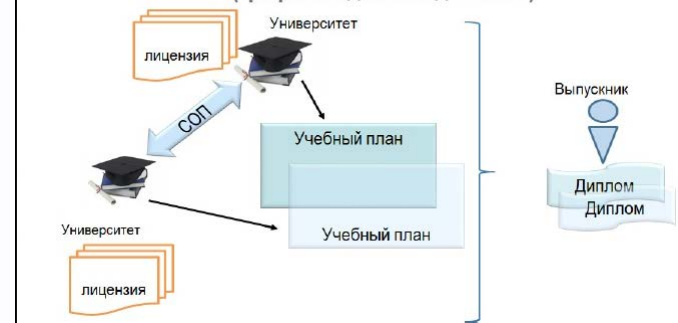 Университет
лицензия
СОП
Выпускник
Учебный план
Диплом
Диплом
Университет
Учебный план
лицензия